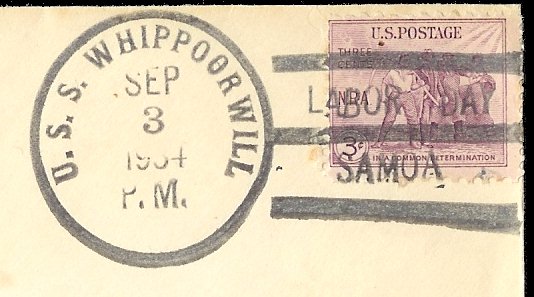 U.S.S. WHIPPOORWILL
SEP
3
1934
P.M.
U.S. POSTAGE
THREE
CENTS
NRA
3¢
IN A COMMON DETERMINATION
LABOR DAY
SAMOA